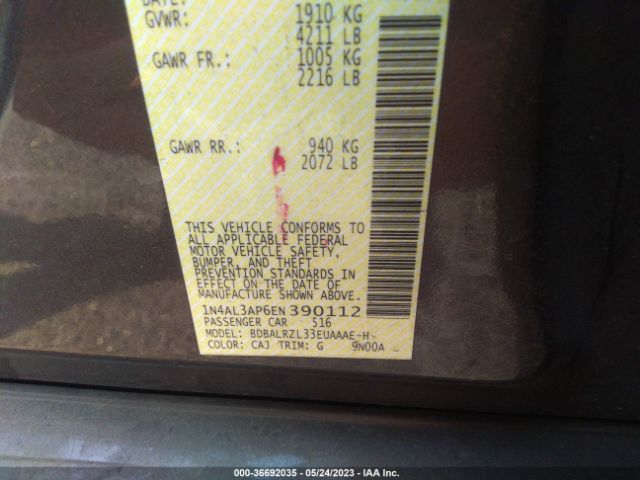 DATE:
GVWR: 1910 KG
4211 LB
GAWR FR.: 1005 KG
2216 LB
GAWR RR.: 940 KG
2072 LB
THIS VEHICLE CONFORMS TO
ALL APPLICABLE FEDERAL
MOTOR VEHICLE SAFETY,
BUMPER, AND THEFT
PREVENTION STANDARDS IN
EFFECT ON THE DATE OF
MANUFACTURE SHOWN ABOVE
1N4AL3AP6EN390112
PASSENGER CAR 516
MODEL: BDBALRZL33EUAAAE-H-
COLOR: CAJ TRIM: G 9N00A
000-36692035 - 05/24/2023 - IAA Inc.